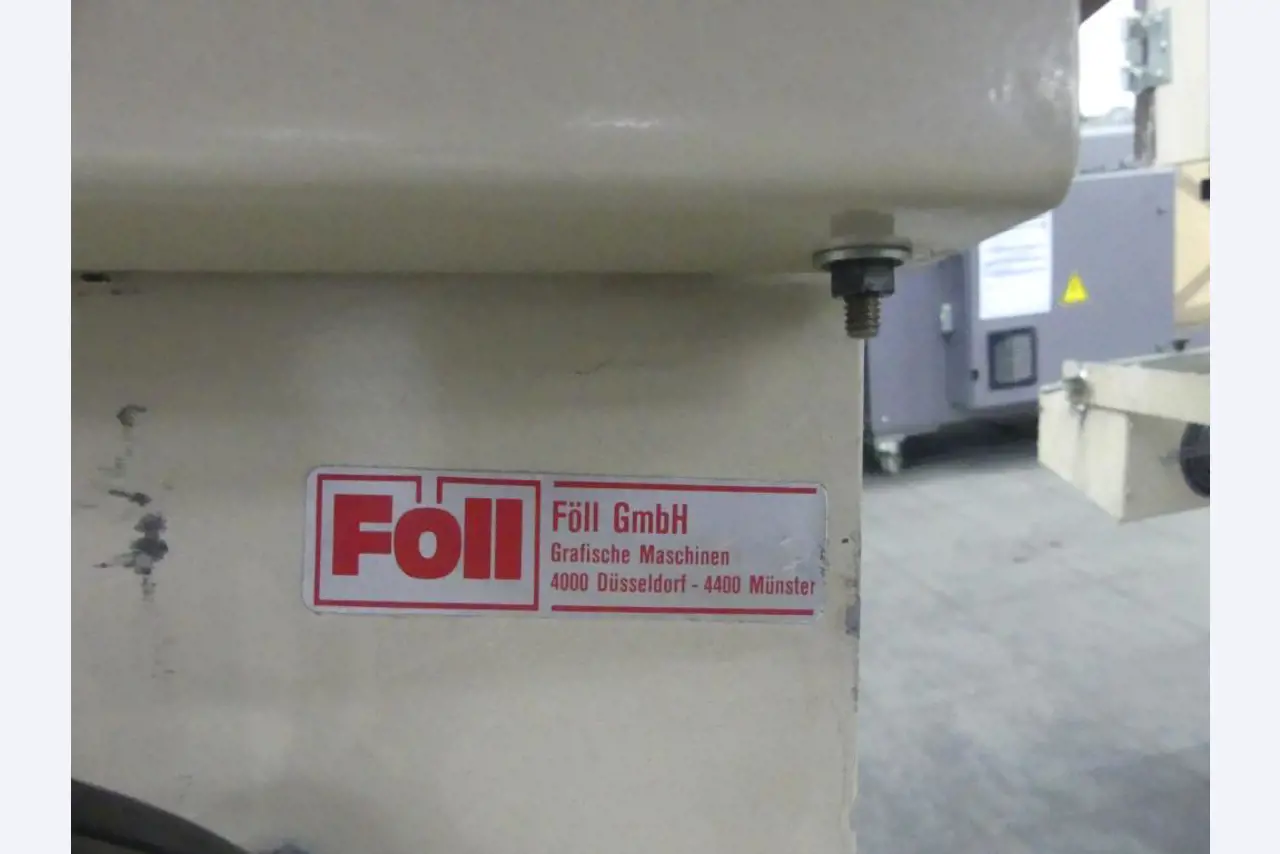 Föll
Föll GmbH
Grafische Maschinen
4000 Düsseldorf - 4400 Münster